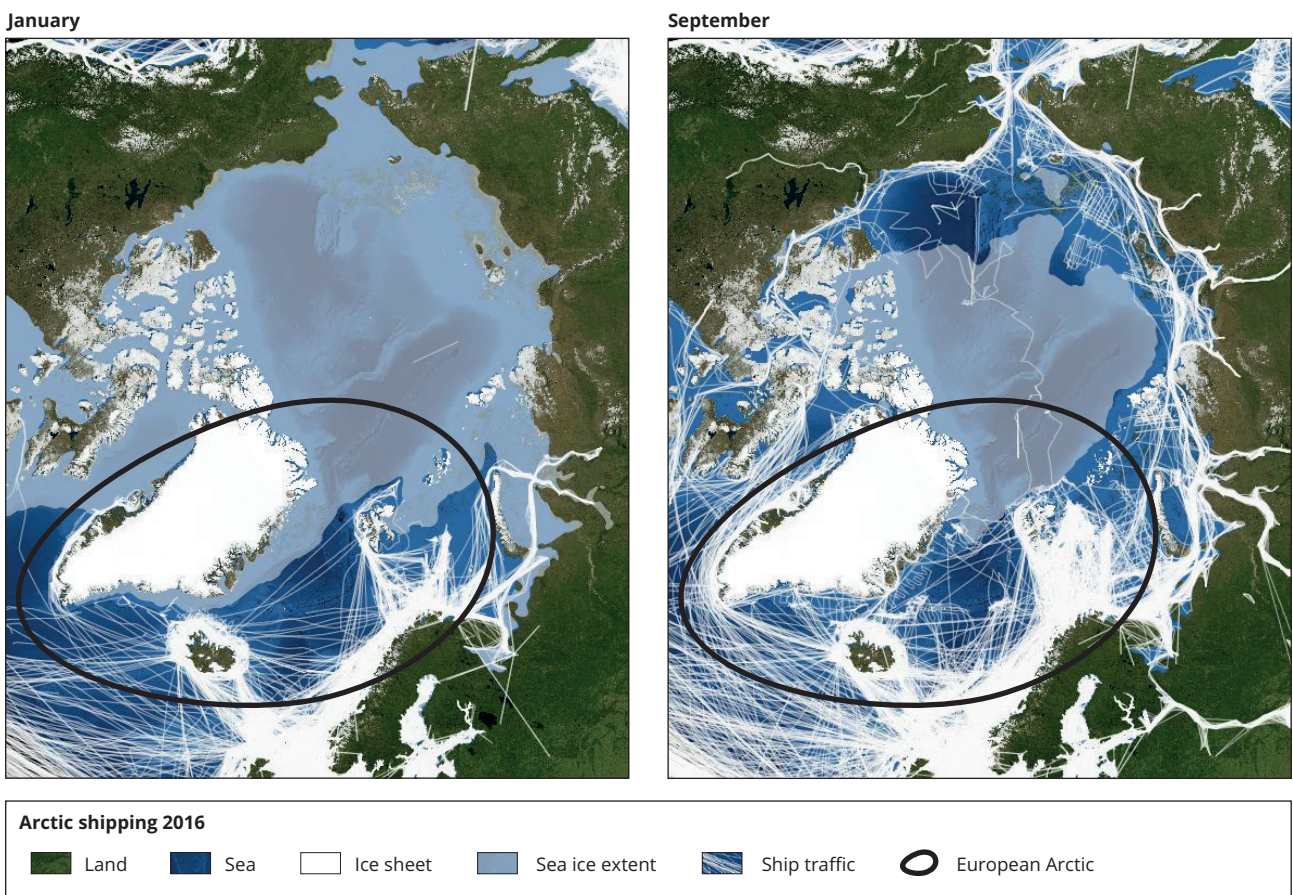 January
September
Arctic shipping 2016
Land
Sea
Ice sheet
Sea ice extent
Ship traffic
European Arctic